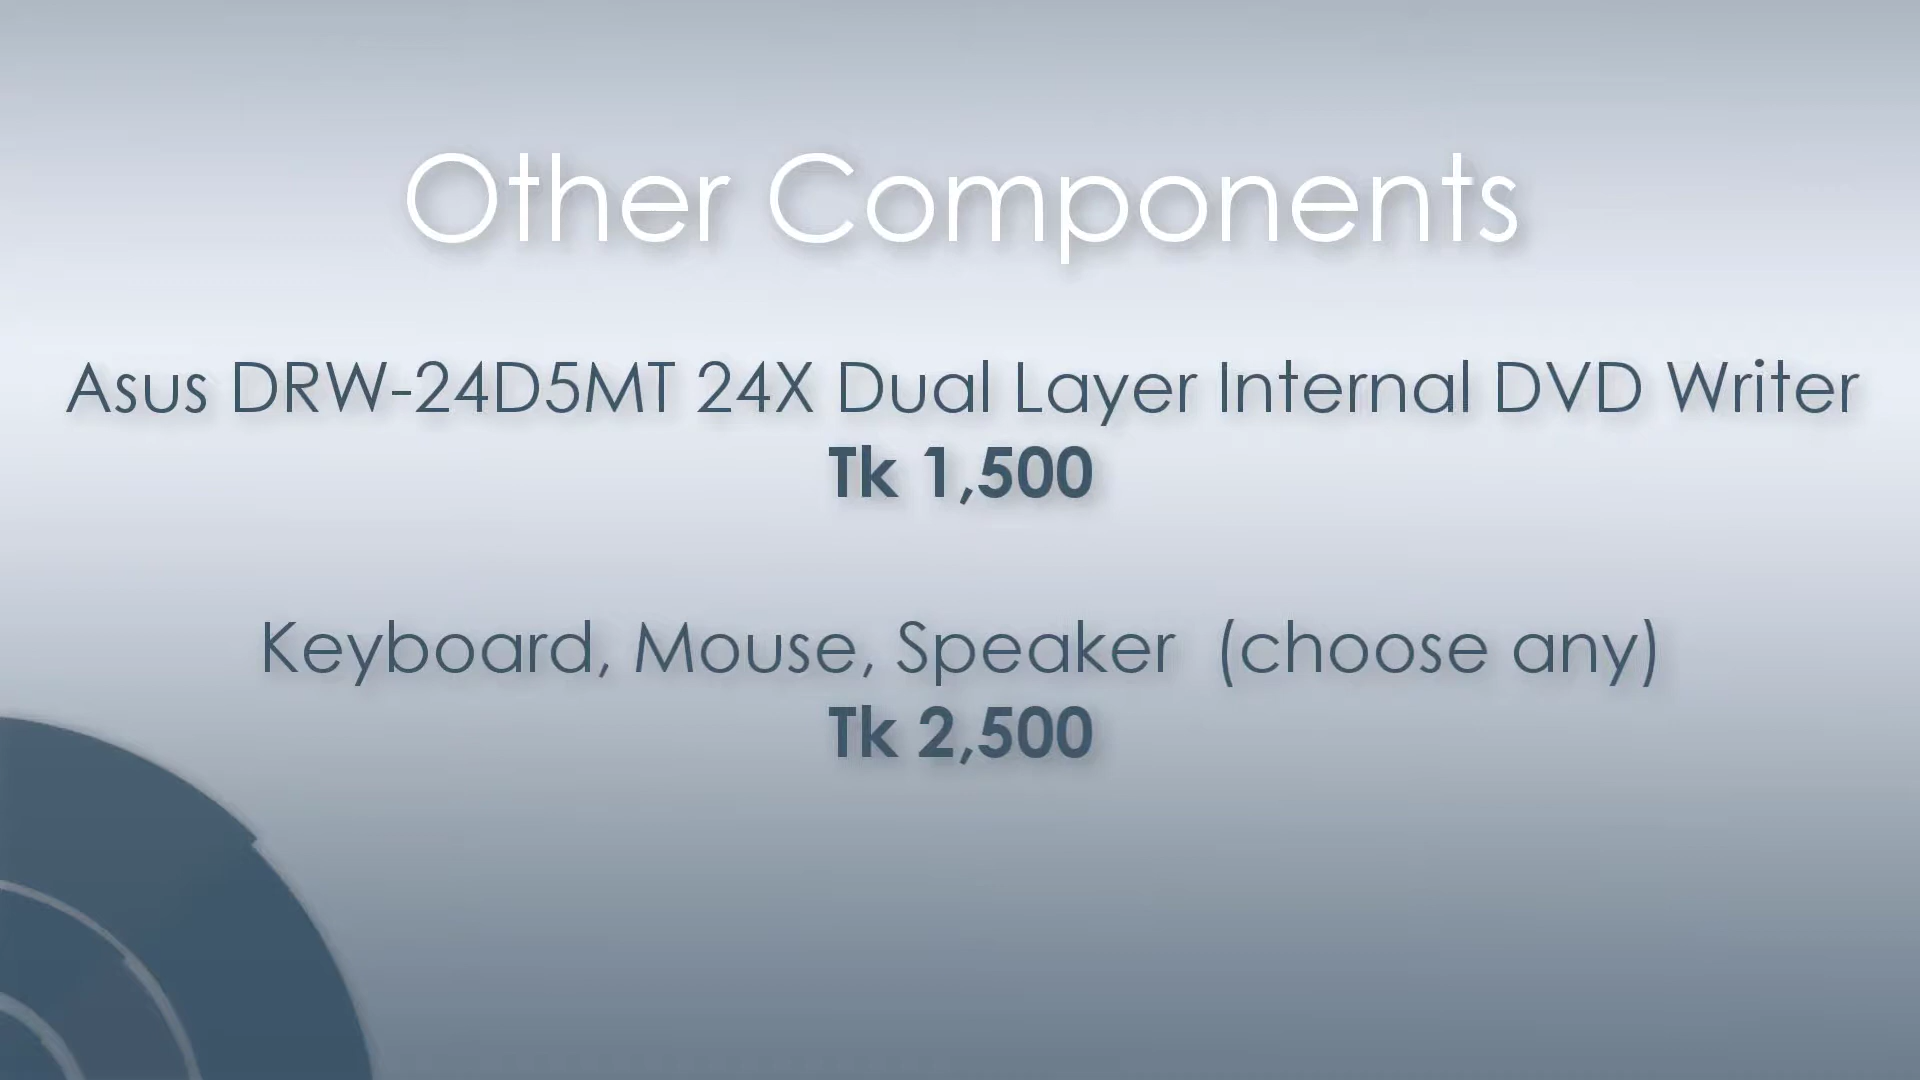 Other Components
Asus DRW-24D5MT 24X Dual Layer Internal DVD Writer
Tk 1,500
Keyboard, Mouse, Speaker (choose any)
Tk 2,500